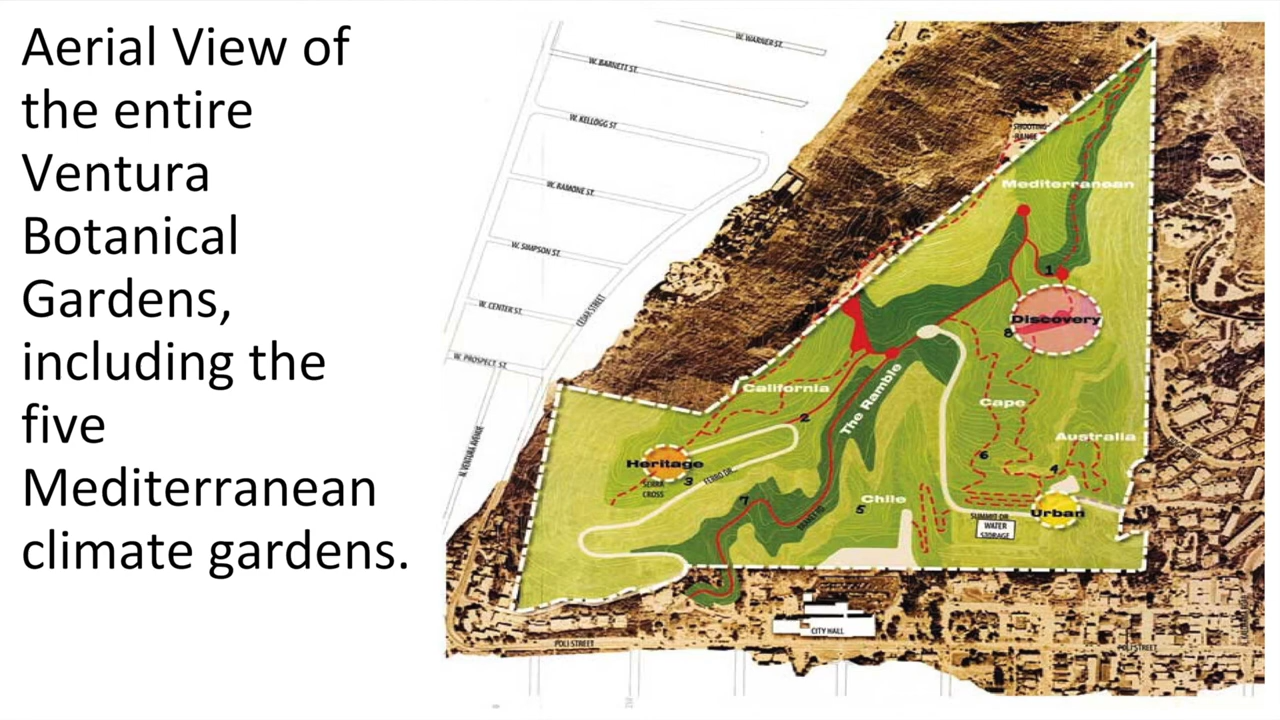 Aerial View of
the entire
Ventura
Botanical
Gardens,
including the
five
Mediterranean
climate gardens.
W. WARNER ST.
W. BARNETT ST.
W. KELLOGG ST
W. RAMONE ST.
W. SIMPSON ST.
W. CENTER ST.
W. PROSPECT ST.
CEDAR STREET
N. VENTURA AVENUE
SHOOTING
RANGE
Mediterranean
1
Discovery
8
California
The Ramble
2
Cape
Australia
Heritage
3
SERRA
CROSS
FERRO DR.
6
4
7
Chile
5
Urban
SUMMIT DR
WATER
STORAGE
CITY HALL
POLI STREET
POLI STREET